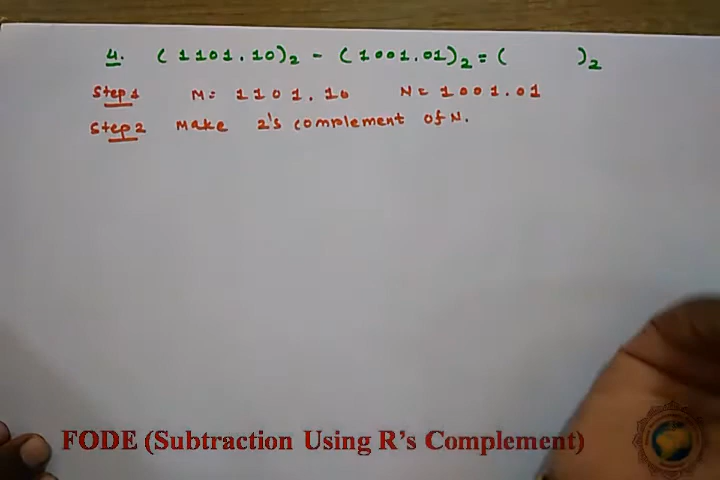 4. (1101.10)2 - (1001.01)2 = (      )2
Step 1 M = 1101.10 N = 1001.01
Step 2 Make 2's complement of N.
FODE (Subtraction Using R's Complement)